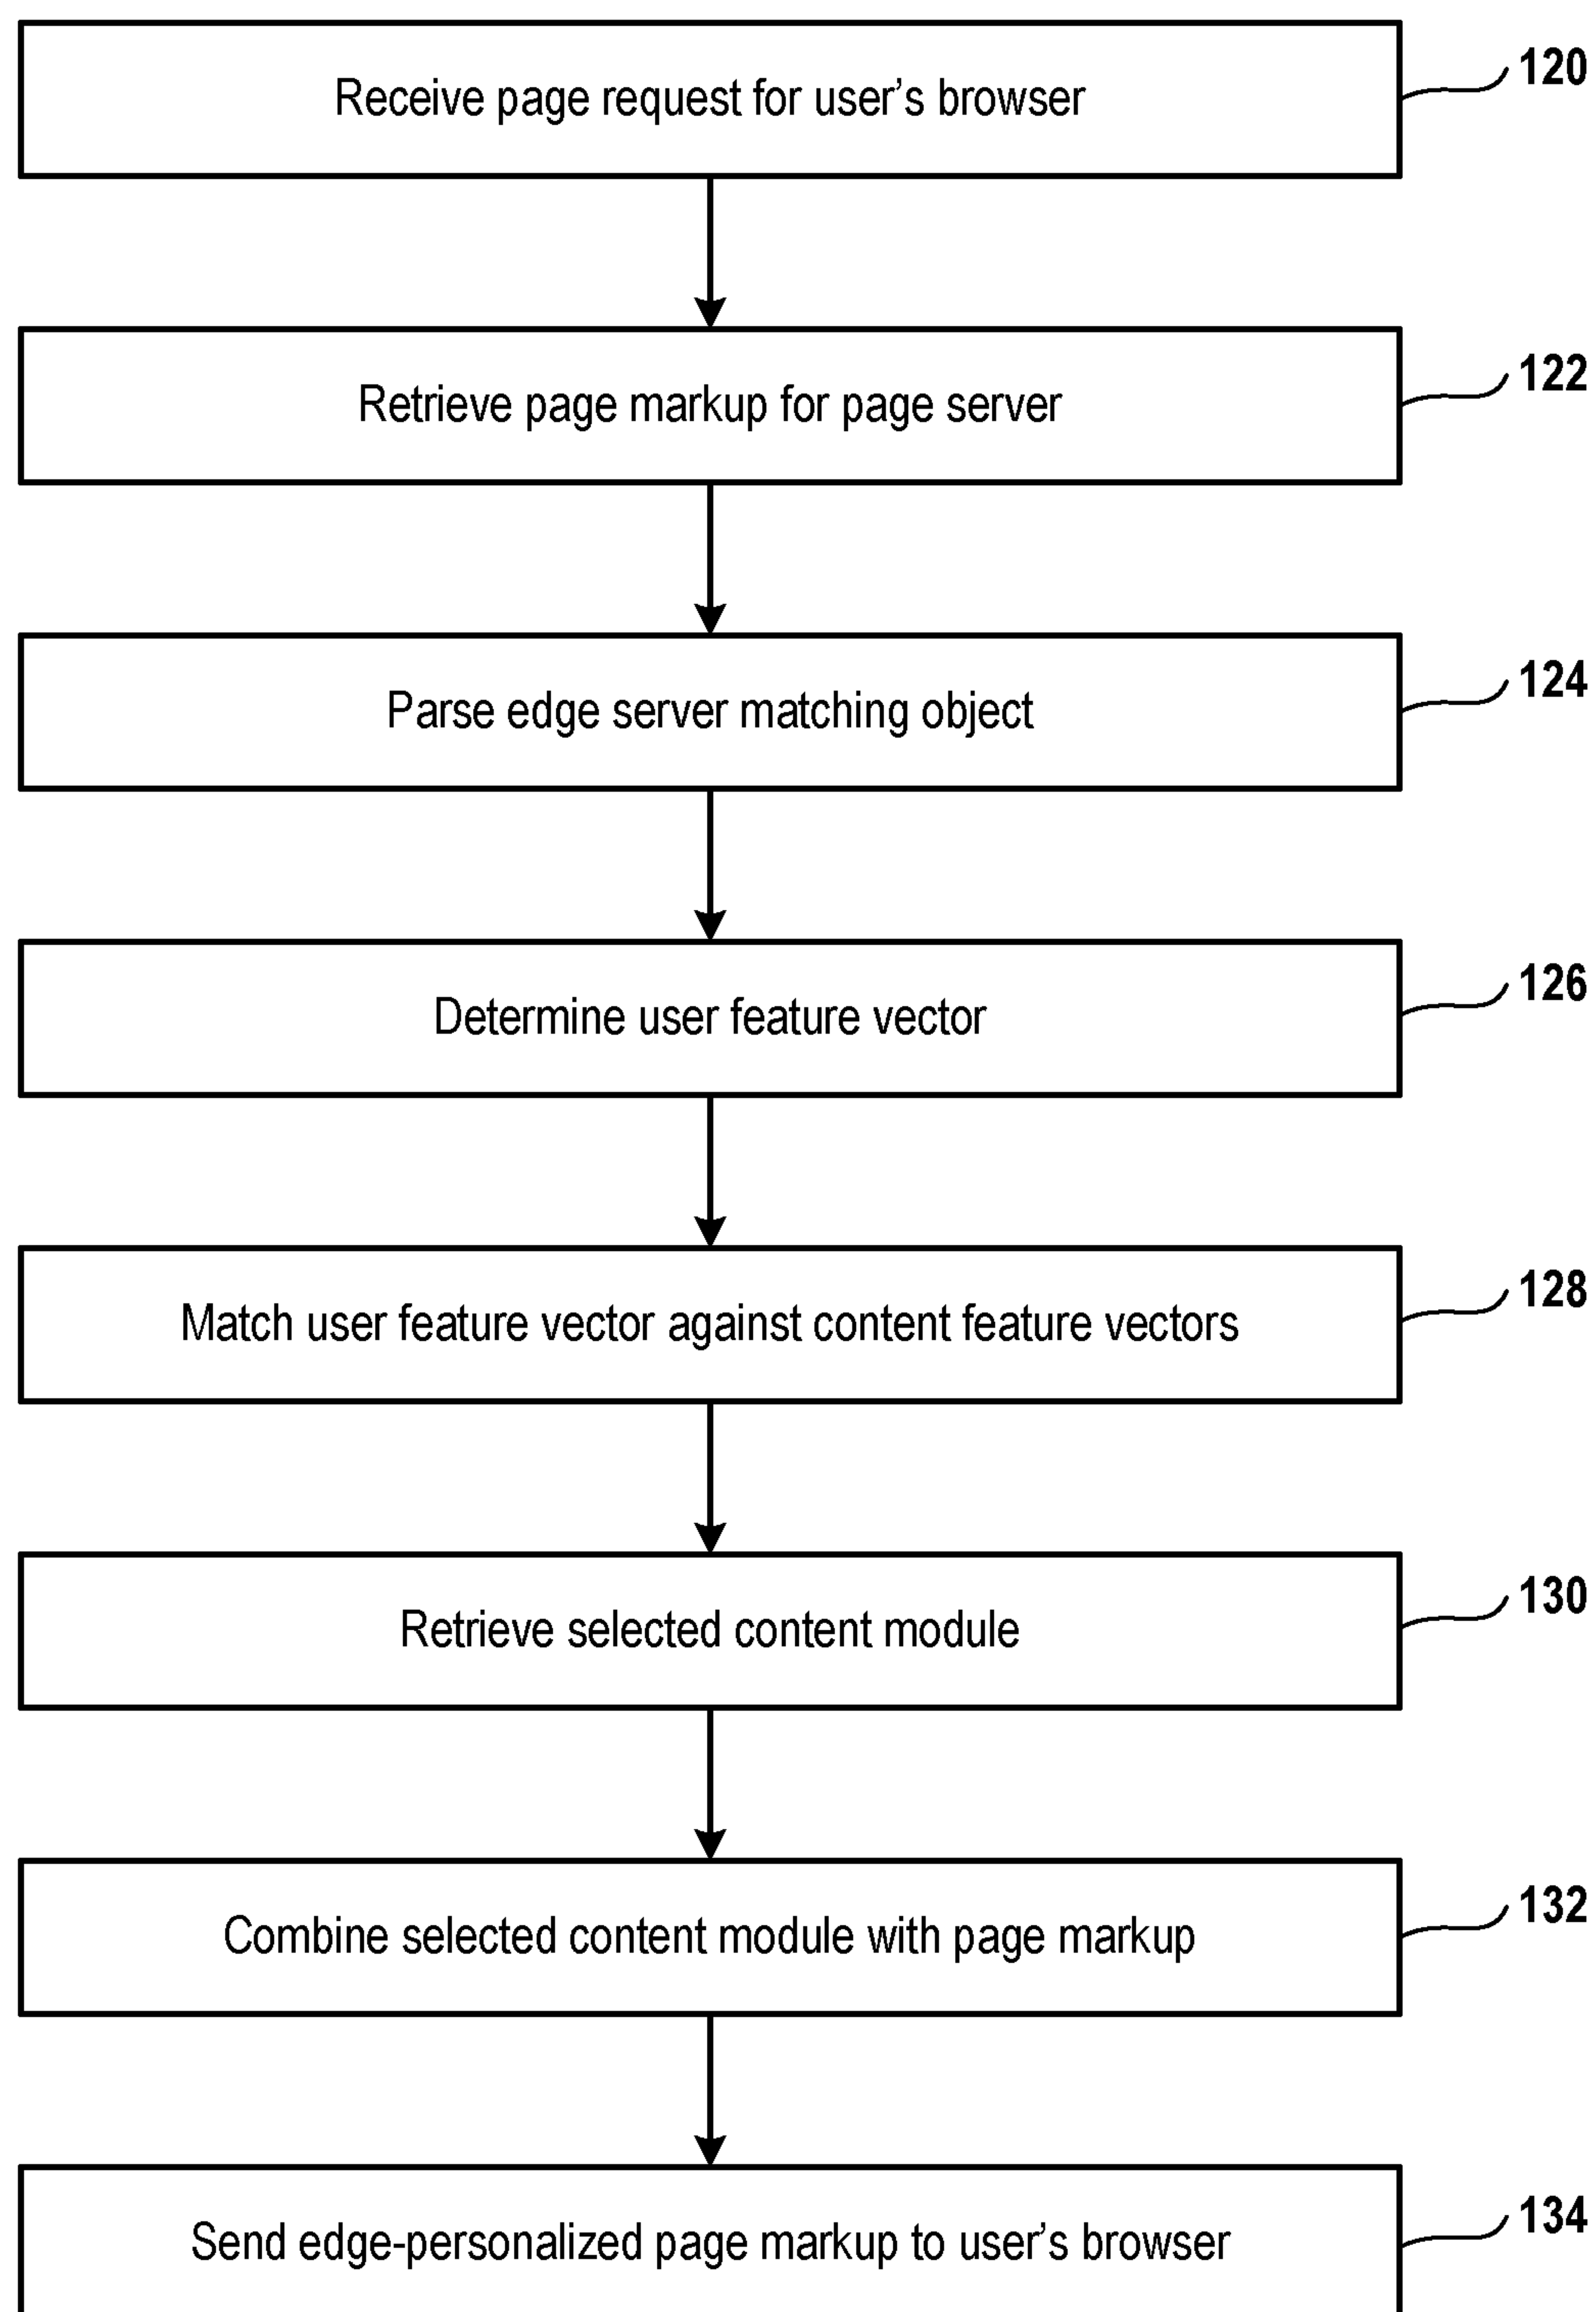 Receive page request for user's browser
120
Retrieve page markup for page server
122
Parse edge server matching object
124
Determine user feature vector
126
Match user feature vector against content feature vectors
128
Retrieve selected content module
130
Combine selected content module with page markup
132
Send edge-personalized page markup to user's browser
134